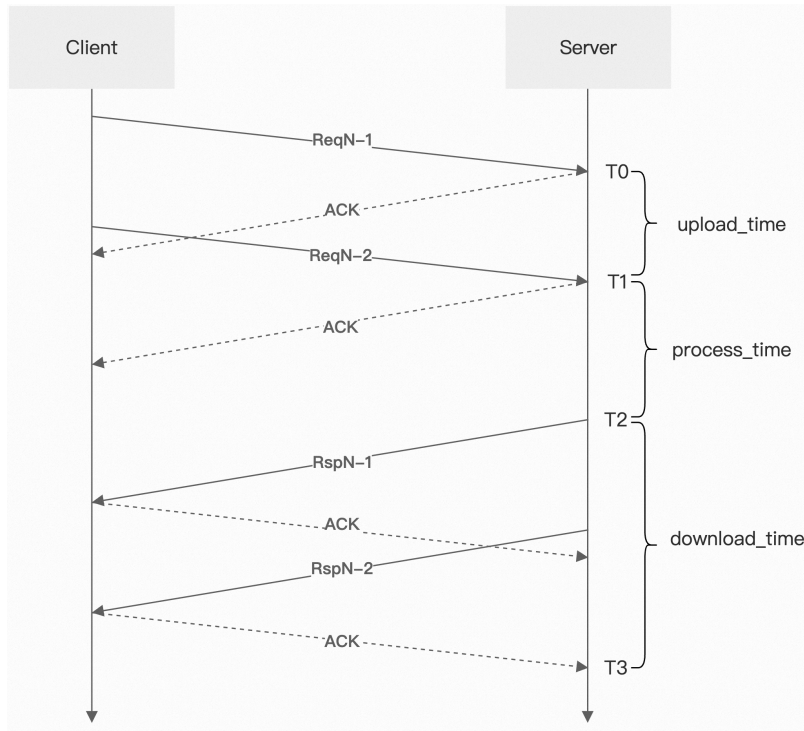 Client
Server
ReqN-1
T0
ACK
upload_time
ReqN-2
T1
ACK
process_time
T2
RspN-1
ACK
download_time
RspN-2
ACK
T3